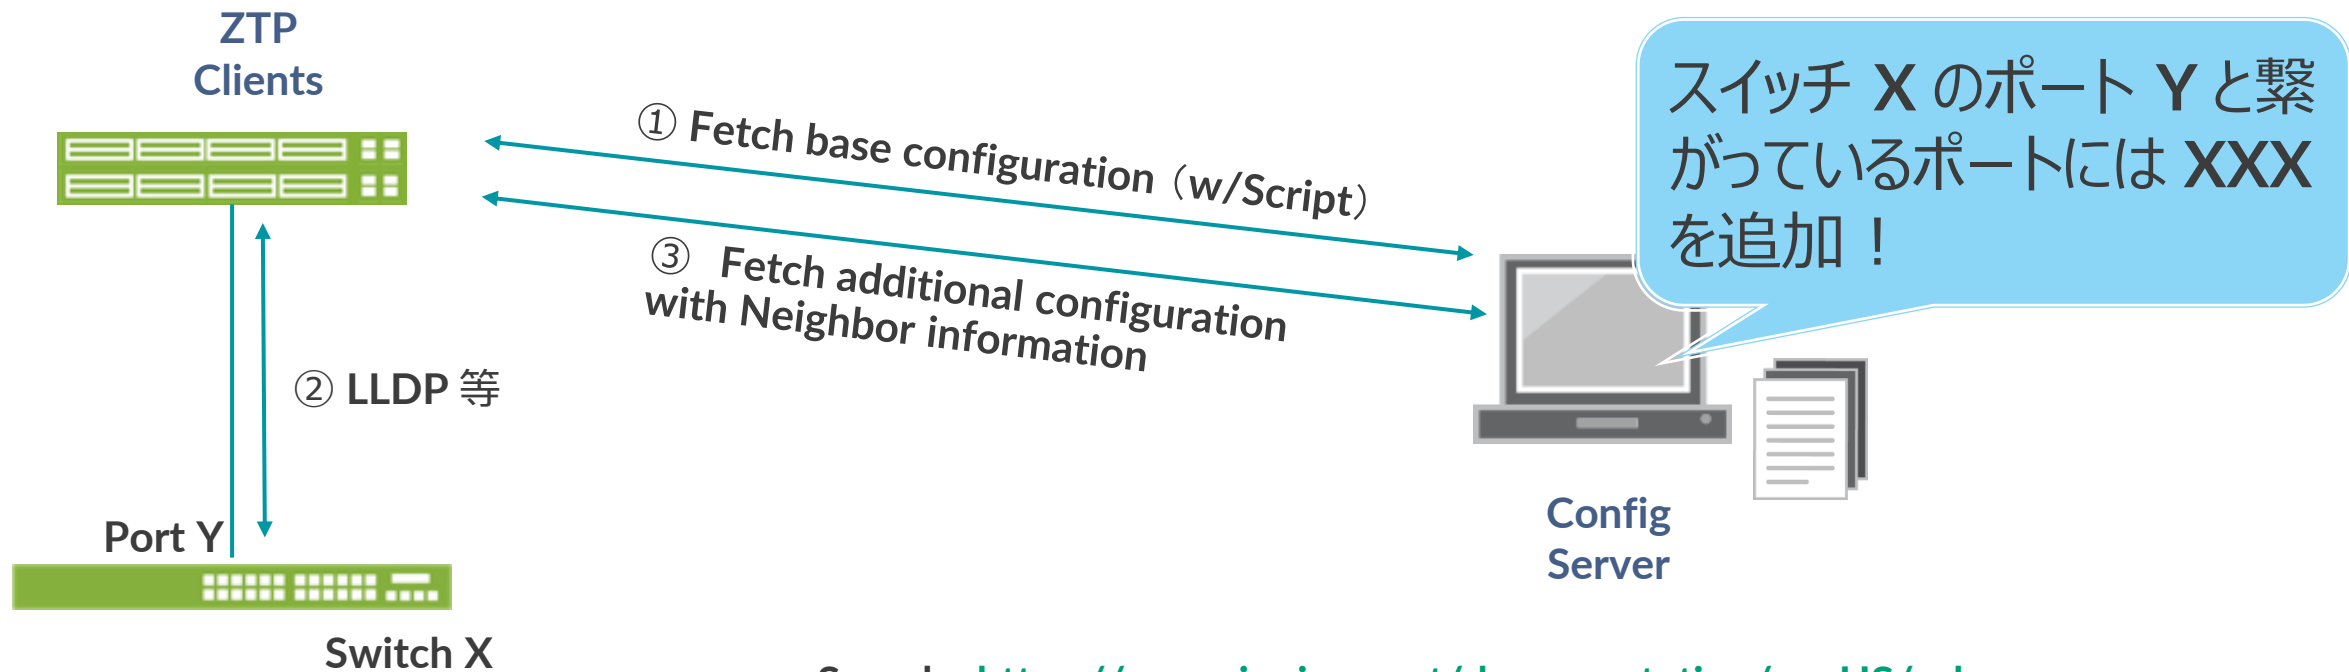 ZTP
Clients
① Fetch base configuration（w/Script）
スイッチ X のポート Y と繋
がっているポートには XXX
を追加！
③ Fetch additional configuration
with Neighbor information
② LLDP 等
Port Y
Config
Server
Switch X